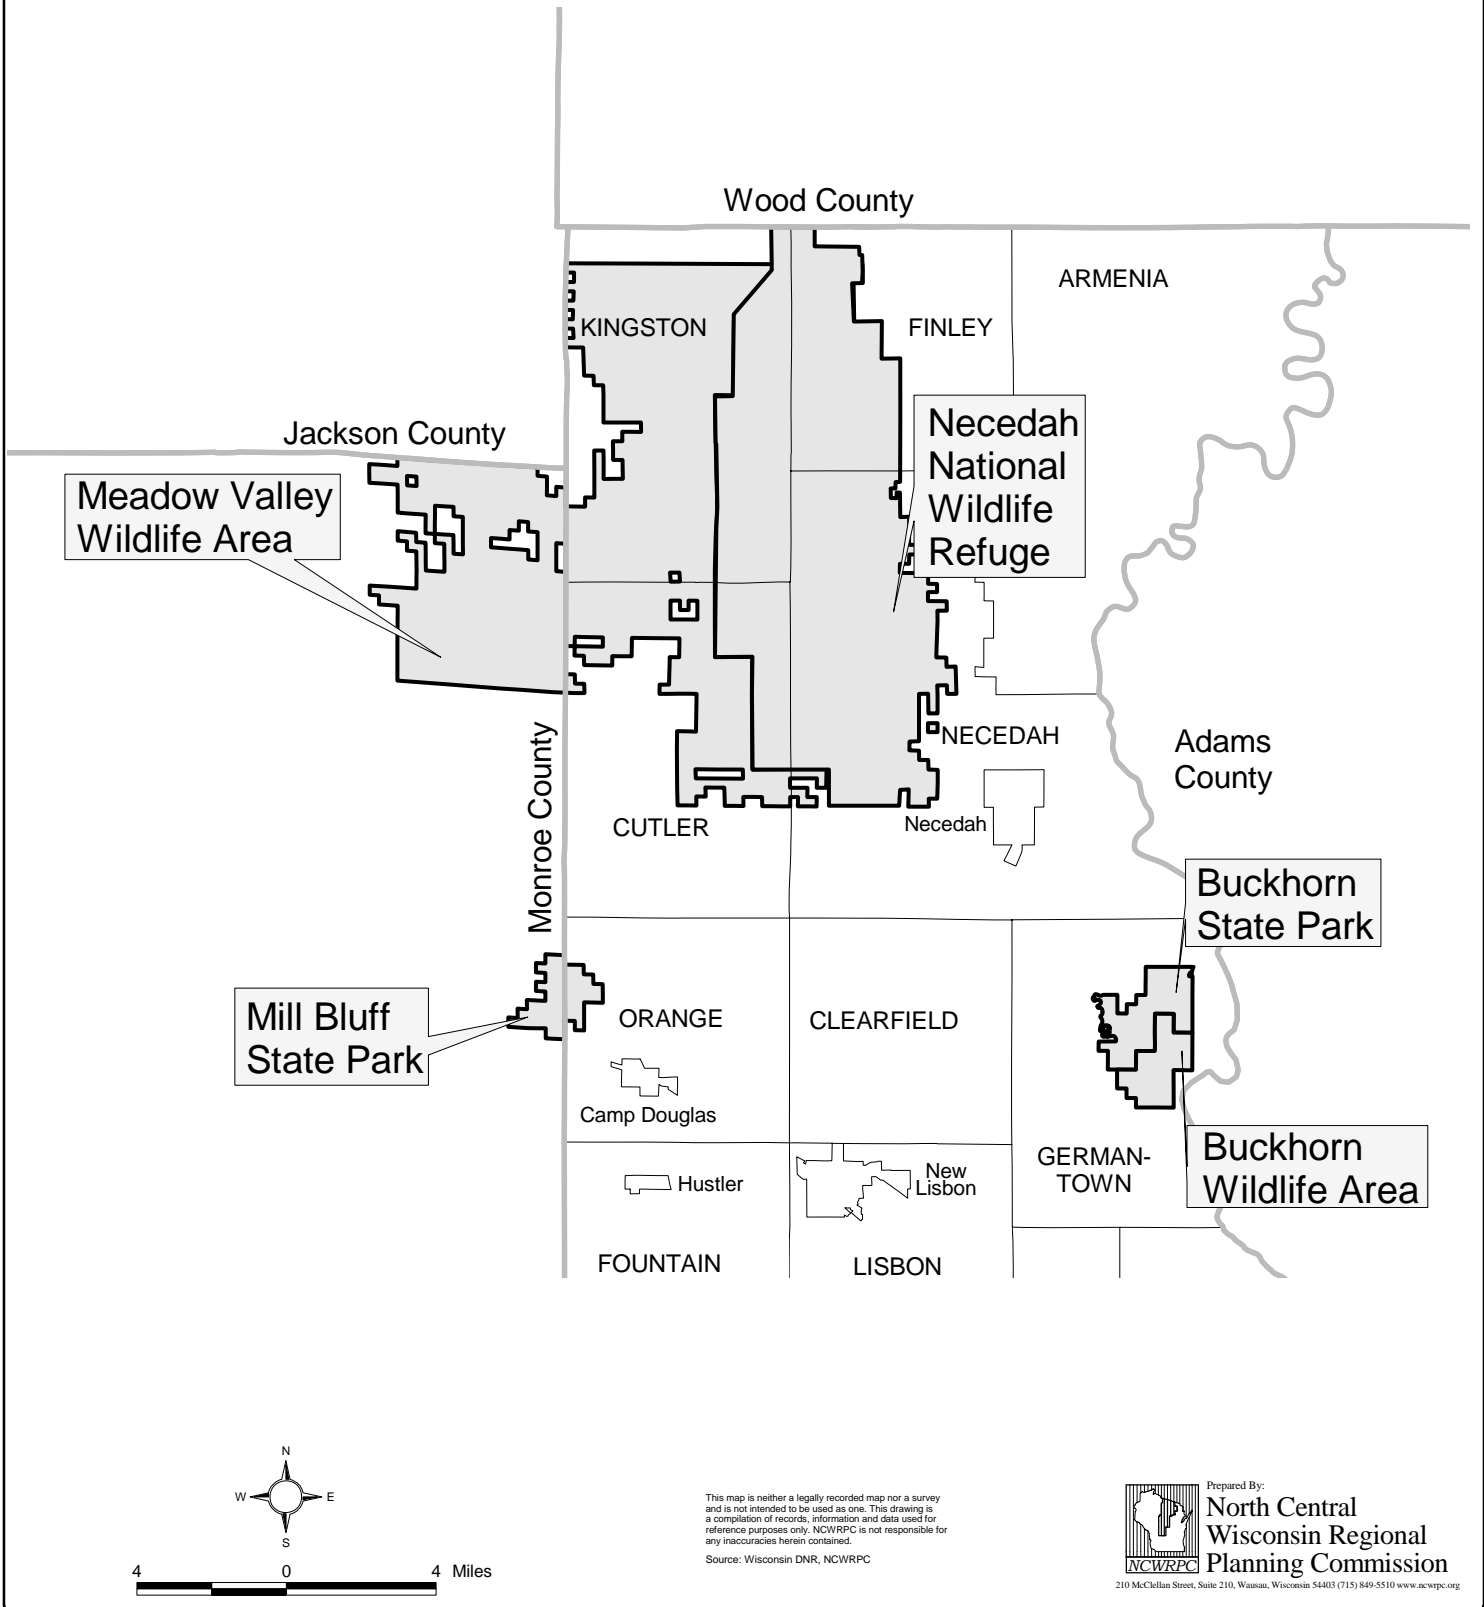 Wood County
ARMENIA
KINGSTON
FINLEY
Jackson County
Necedah
National
Wildlife
Refuge
Meadow Valley
Wildlife Area
Monroe County
NECEDAH
Adams
County
CUTLER
Necedah
Buckhorn
State Park
Mill Bluff
State Park
ORANGE
CLEARFIELD
Camp Douglas
Buckhorn
Wildlife Area
GERMAN-
TOWN
Hustler
New
Lisbon
FOUNTAIN
LISBON
N
W
E
S
4 0 4 Miles
This map is neither a legally recorded map nor a survey
and is not intended to be used as one. This drawing is
a compilation of records, information and data used for
reference purposes only. NCWRPC is not responsible for
any inaccuracies herein contained.
Source: Wisconsin DNR, NCWRPC
NCWRPC
Prepared By:
North Central
Wisconsin Regional
Planning Commission
210 McClellan Street, Suite 210, Wausau, Wisconsin 54403 (715) 849-5510 www.ncwrpc.org